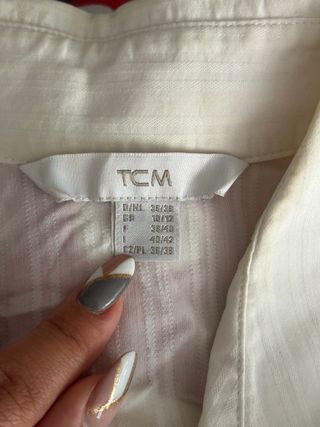 TCM
D/NL 36/38
GB 10/12
F 38/40
I 40/42
CZ/PL 36/38